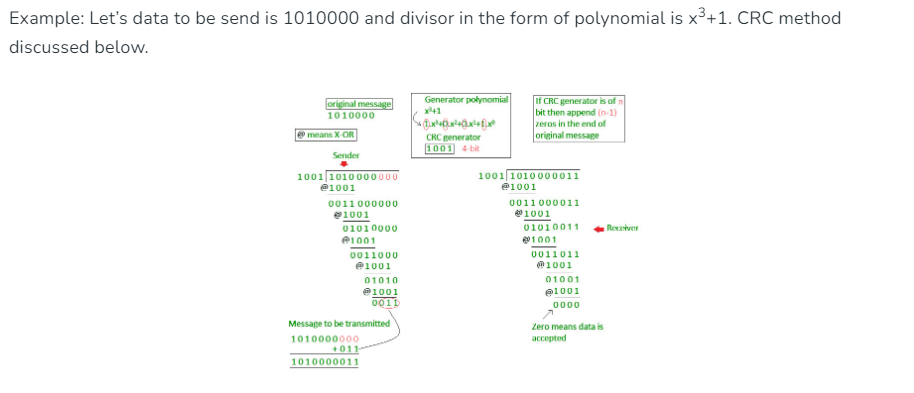 Example: Let's data to be send is 1010000 and divisor in the form of polynomial is x³+1. CRC method
discussed below.
original message
1010000
@ means X-OR
Generator polynomial
x³+1
1.x³+0.x²+0.x¹+1.x⁰
CRC generator
1001 4-bit
If CRC generator is of n
bit then append (n-1)
zeros in the end of
original message
Sender
1001 1010000000
@1001
0011000000
@1001
01010000
@1001
0011000
@1001
01010
@1001
0011
Message to be transmitted
1010000000
+011
1010000011
1001 1010000011
@1001
0011000011
@1001
01010011
Receiver
@1001
0011011
@1001
01001
@1001
0000
Zero means data is
accepted